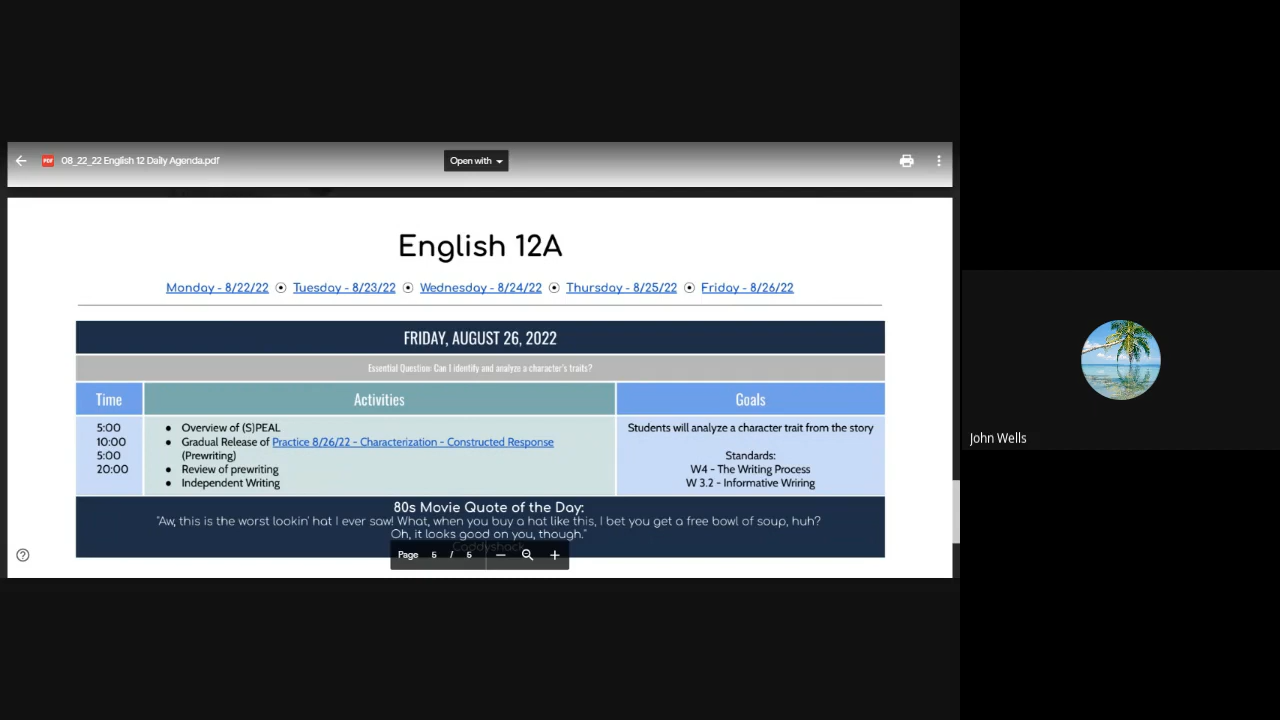 08_22_22 English 12 Daily Agenda.pdf
Open with
English 12A
Monday - 8/22/22 Tuesday - 8/23/22 Wednesday - 8/24/22 Thursday - 8/25/22 Friday - 8/26/22
FRIDAY, AUGUST 26, 2022
Essential Question: Can I identify and analyze a character's traits?
Time Activities Goals
5:00
10:00
5:00
20:00
● Overview of (S)PEAL
● Gradual Release of Practice 8/26/22 - Characterization - Constructed Response
(Prewriting)
● Review of prewriting
● Independent Writing
Students will analyze a character trait from the story
Standards:
W4 - The Writing Process
W 3.2 - Informative Wriring
80s Movie Quote of the Day:
"Aw, this is the worst lookin' hat I ever saw! What, when you buy a hat like this, I bet you get a free bowl of soup, huh?
Oh, it looks good on you, though."
Caddyshack
Page 5 / 5
John Wells